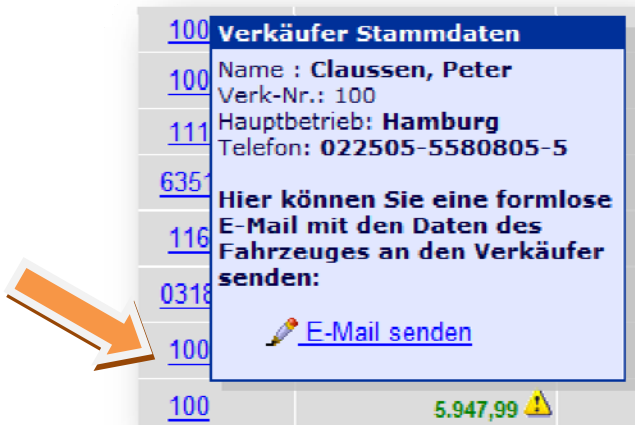 100
Verkäufer Stammdaten
100
Name : Claussen, Peter
Verk-Nr.: 100
111
Hauptbetrieb: Hamburg
Telefon: 022505-5580805-5
6351
Hier können Sie eine formlose
116
E-Mail mit den Daten des
Fahrzeuges an den Verkäufer
0318
senden:
100
E-Mail senden
100
5.947,99